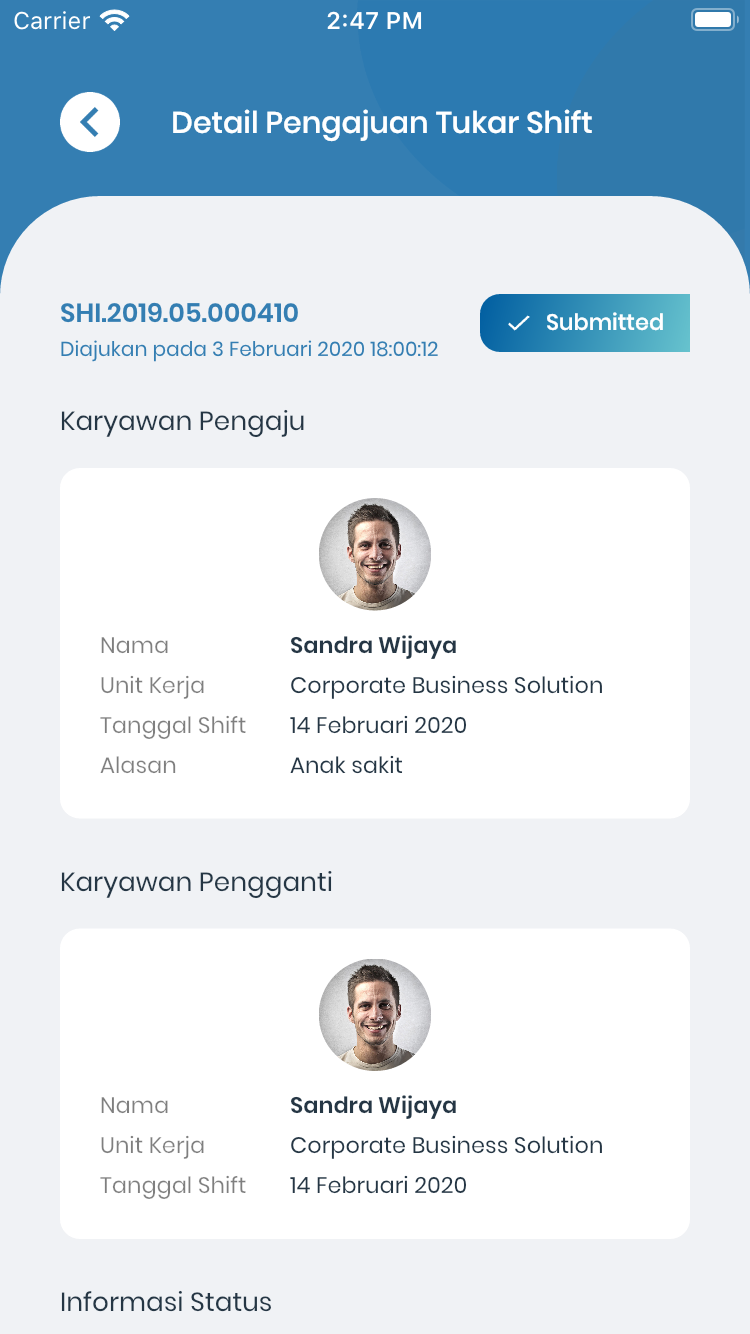 Carrier 2:47 PM
Detail Pengajuan Tukar Shift
SHI.2019.05.000410
Submitted
Diajukan pada 3 Februari 2020 18:00:12
Karyawan Pengaju
Nama Sandra Wijaya
Unit Kerja Corporate Business Solution
Tanggal Shift 14 Februari 2020
Alasan Anak sakit
Karyawan Pengganti
Nama Sandra Wijaya
Unit Kerja Corporate Business Solution
Tanggal Shift 14 Februari 2020
Informasi Status